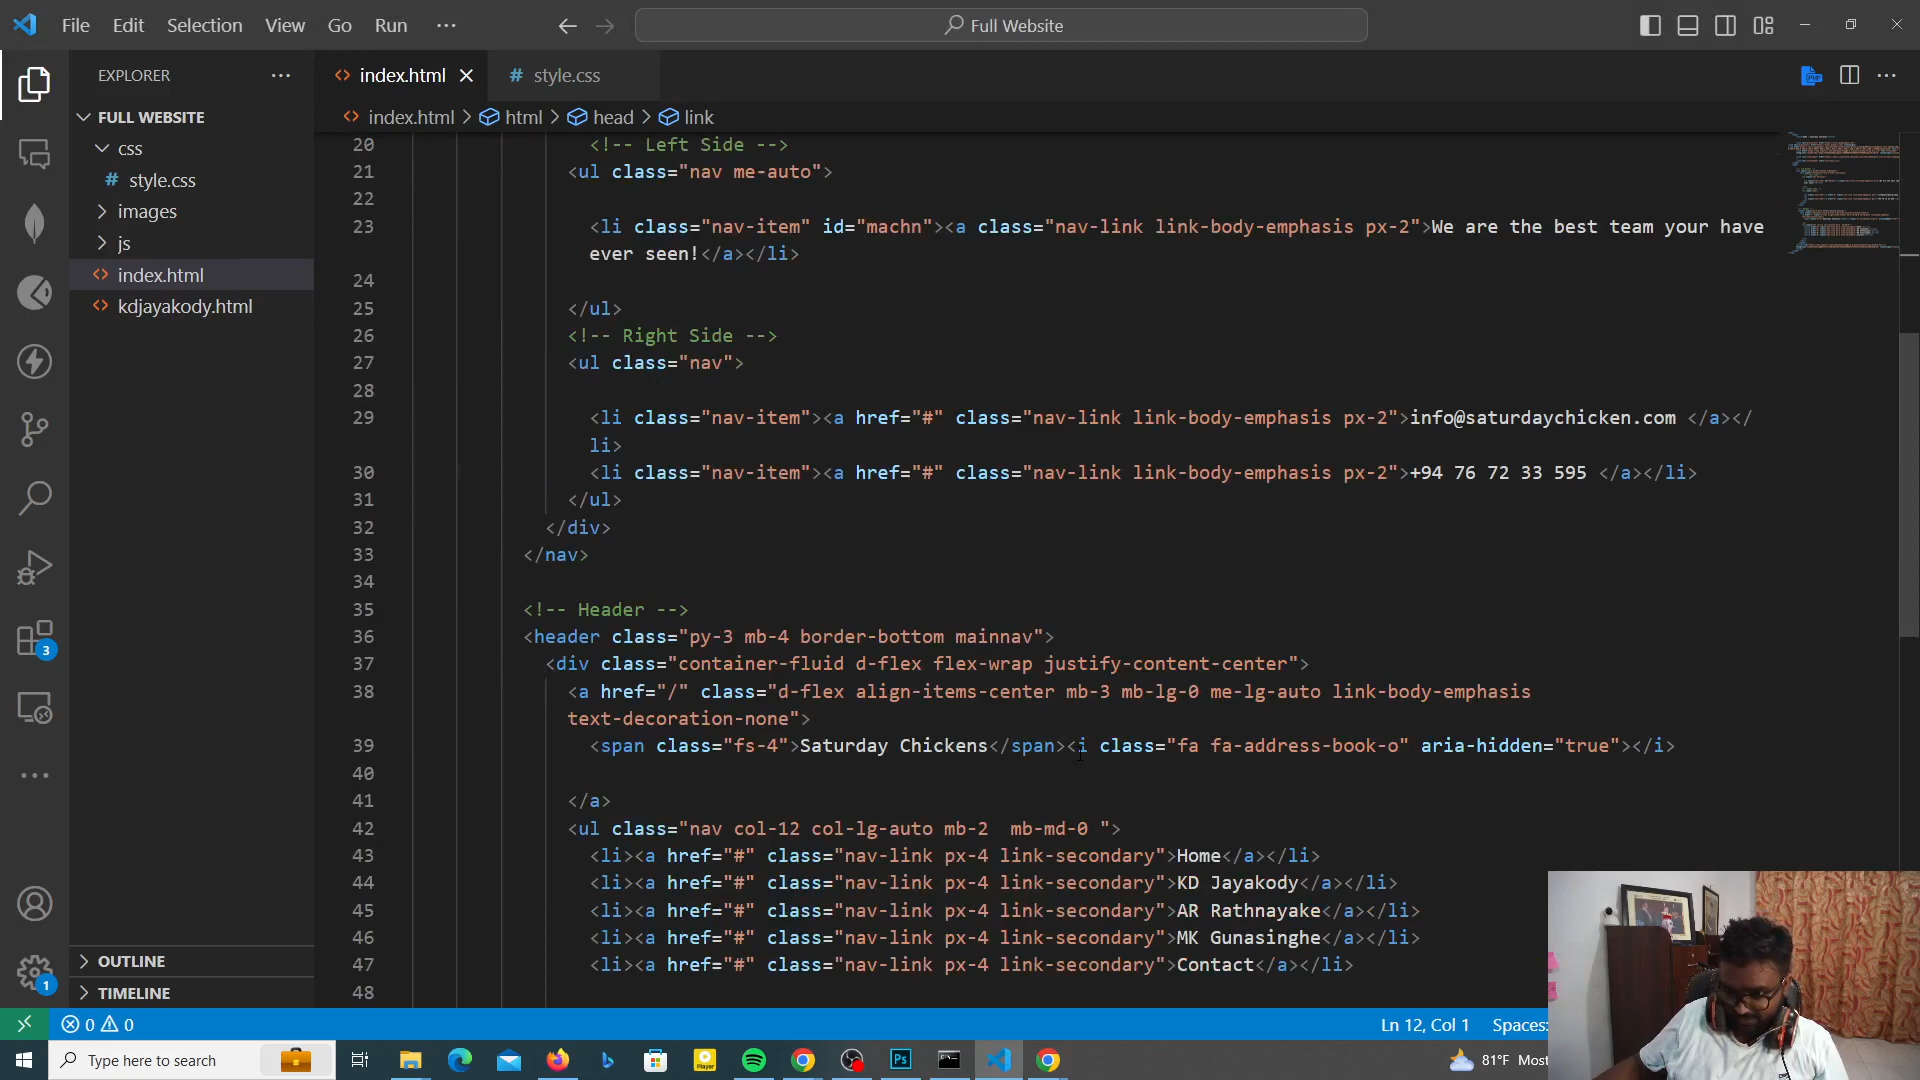 File Edit Selection View Go Run ··· Full Website
EXPLORER ···
index.html
style.css
FULL WEBSITE
css
style.css
images
js
index.html
kdjayakody.html
OUTLINE
TIMELINE
index.html > html > head > link
20 <!-- Left Side -->
21 <ul class="nav me-auto">
22
23 <li class="nav-item" id="machn"><a class="nav-link link-body-emphasis px-2">We are the best team your have
ever seen!</a></li>
24
25 </ul>
26 <!-- Right Side -->
27 <ul class="nav">
28
29 <li class="nav-item"><a href="#" class="nav-link link-body-emphasis px-2">info@saturdaychicken.com </a></
li>
30 <li class="nav-item"><a href="#" class="nav-link link-body-emphasis px-2">+94 76 72 33 595 </a></li>
31 </ul>
32 </div>
33 </nav>
34
35 <!-- Header -->
36 <header class="py-3 mb-4 border-bottom mainnav">
37 <div class="container-fluid d-flex flex-wrap justify-content-center">
38 <a href="/" class="d-flex align-items-center mb-3 mb-lg-0 me-lg-auto link-body-emphasis
text-decoration-none">
39 <span class="fs-4">Saturday Chickens</span><i class="fa fa-address-book-o" aria-hidden="true"></i>
40
41 </a>
42 <ul class="nav col-12 col-lg-auto mb-2  mb-md-0 ">
43 <li><a href="#" class="nav-link px-4 link-secondary">Home</a></li>
44 <li><a href="#" class="nav-link px-4 link-secondary">KD Jayakody</a></li>
45 <li><a href="#" class="nav-link px-4 link-secondary">AR Rathnayake</a></li>
46 <li><a href="#" class="nav-link px-4 link-secondary">MK Gunasinghe</a></li>
47 <li><a href="#" class="nav-link px-4 link-secondary">Contact</a></li>
48
3
1
0 0 Ln 12, Col 1 Spaces:
Type here to search 81°F Most